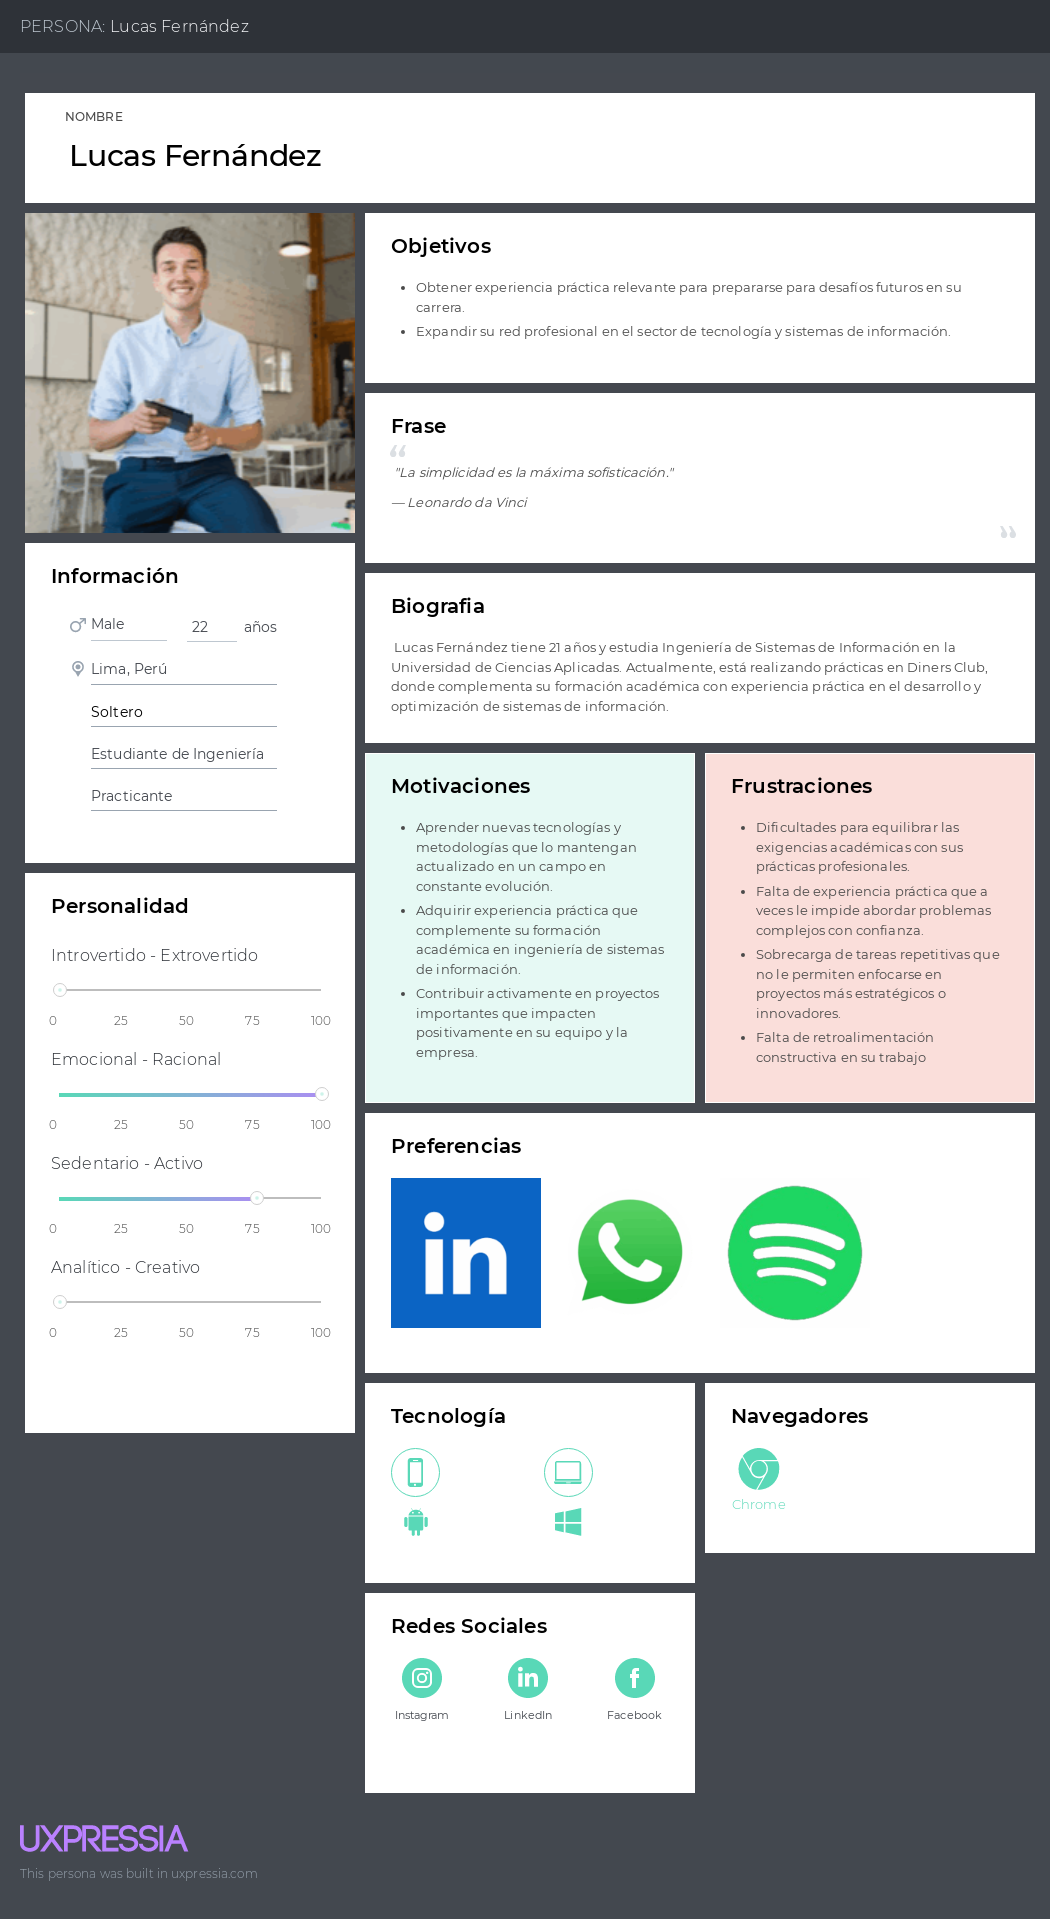 PERSONA: Lucas Fernández
NOMBRE
Lucas Fernández
Objetivos
Obtener experiencia práctica relevante para prepararse para desafíos futuros en su
carrera.
Expandir su red profesional en el sector de tecnología y sistemas de información.
Frase
“
"La simplicidad es la máxima sofisticación."
— Leonardo da Vinci
”
Información
Male
22 años
Lima, Perú
Soltero
Estudiante de Ingeniería
Practicante
Biografia
Lucas Fernández tiene 21 años y estudia Ingeniería de Sistemas de Información en la
Universidad de Ciencias Aplicadas. Actualmente, está realizando prácticas en Diners Club,
donde complementa su formación académica con experiencia práctica en el desarrollo y
optimización de sistemas de información.
Motivaciones
Aprender nuevas tecnologías y
metodologías que lo mantengan
actualizado en un campo en
constante evolución.
Adquirir experiencia práctica que
complemente su formación
académica en ingeniería de sistemas
de información.
Contribuir activamente en proyectos
importantes que impacten
positivamente en su equipo y la
empresa.
Frustraciones
Dificultades para equilibrar las
exigencias académicas con sus
prácticas profesionales.
Falta de experiencia práctica que a
veces le impide abordar problemas
complejos con confianza.
Sobrecarga de tareas repetitivas que
no le permiten enfocarse en
proyectos más estratégicos o
innovadores.
Falta de retroalimentación
constructiva en su trabajo
Personalidad
Introvertido - Extrovertido
0 25 50 75 100
Emocional - Racional
0 25 50 75 100
Sedentario - Activo
0 25 50 75 100
Analítico - Creativo
0 25 50 75 100
Preferencias
in
Tecnología
Navegadores
Chrome
Redes Sociales
in
f
Instagram
LinkedIn
Facebook
UXPRESSIA
This persona was built in uxpressia.com